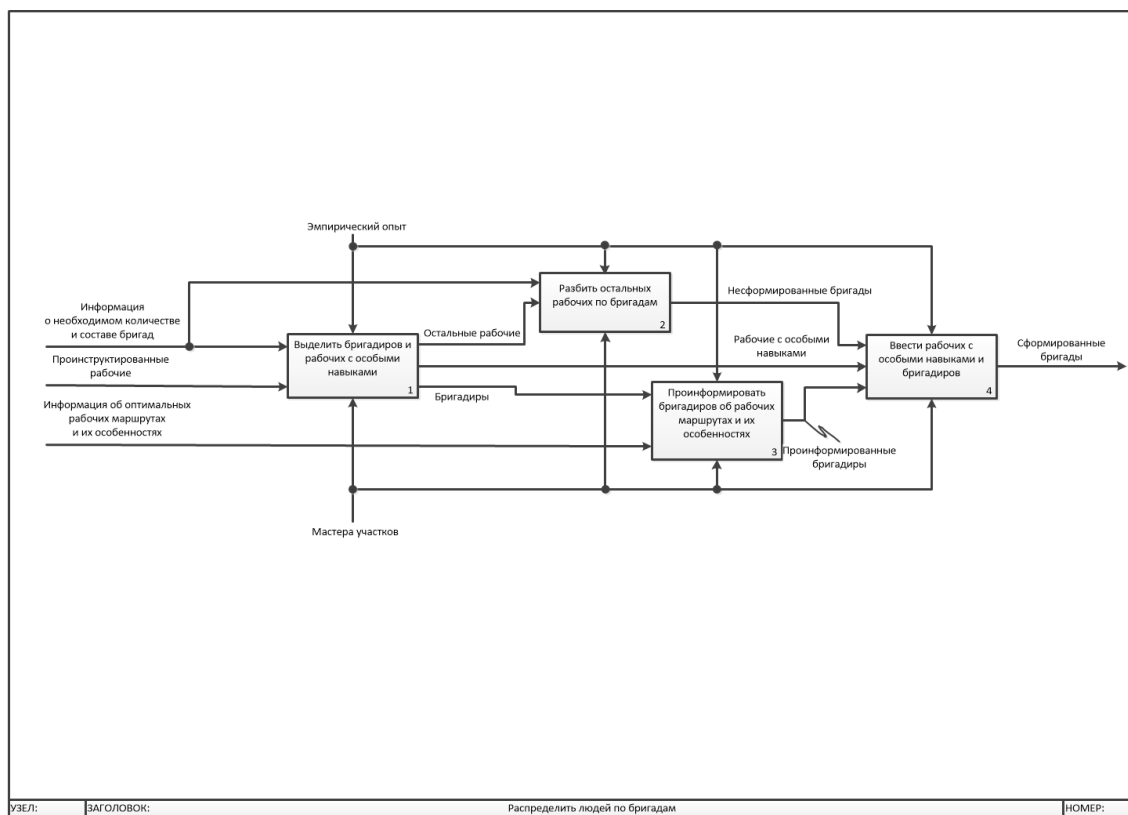 Эмпирический опыт
Информация
о необходимом количестве
и составе бригад
Проинструктированные
рабочие
Информация об оптимальных
рабочих маршрутах
и их особенностях
Выделить бригадиров и
рабочих с особыми
навыками
1
Остальные рабочие
Бригадиры
Разбить остальных
рабочих по бригадам
2
Несформированные бригады
Рабочие с особыми
навыками
Проинформировать
бригадиров об рабочих
маршрутах и их
особенностях
3
Проинформированные
бригадиры
Ввести рабочих с
особыми навыками и
бригадиров
4
Сформированные
бригады
Мастера участков
УЗЕЛ:
ЗАГОЛОВОК:
Распределить людей по бригадам
НОМЕР: